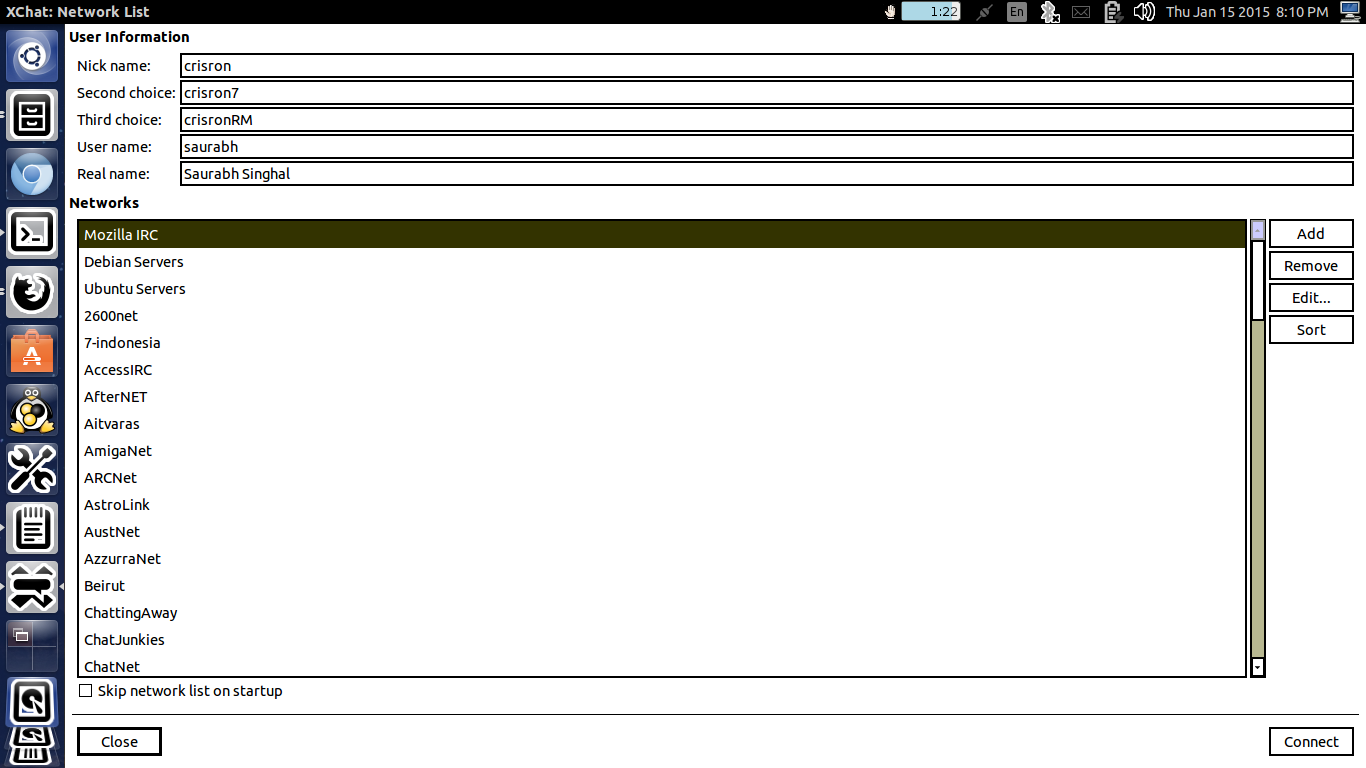 XChat: Network List 1:22 En Thu Jan 15 2015 8:10 PM
User Information
Nick name: crisron
Second choice: crisron7
Third choice: crisronRM
User name: saurabh
Real name: Saurabh Singhal
Networks
Mozilla IRC
Debian Servers
Ubuntu Servers
2600net
7-indonesia
AccessIRC
AfterNET
Aitvaras
AmigaNet
ARCNet
AstroLink
AustNet
AzzurraNet
Beirut
ChattingAway
ChatJunkies
ChatNet
Add
Remove
Edit...
Sort
Skip network list on startup
Close
Connect